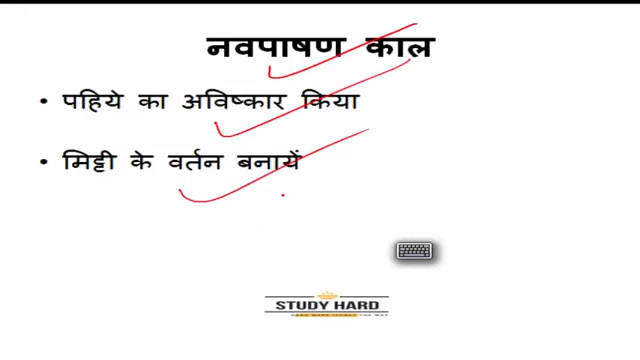 नवपाषण काल
• पहिये का अविष्कार किया
• मिट्टी के वर्तन बनायें
STUDY HARD